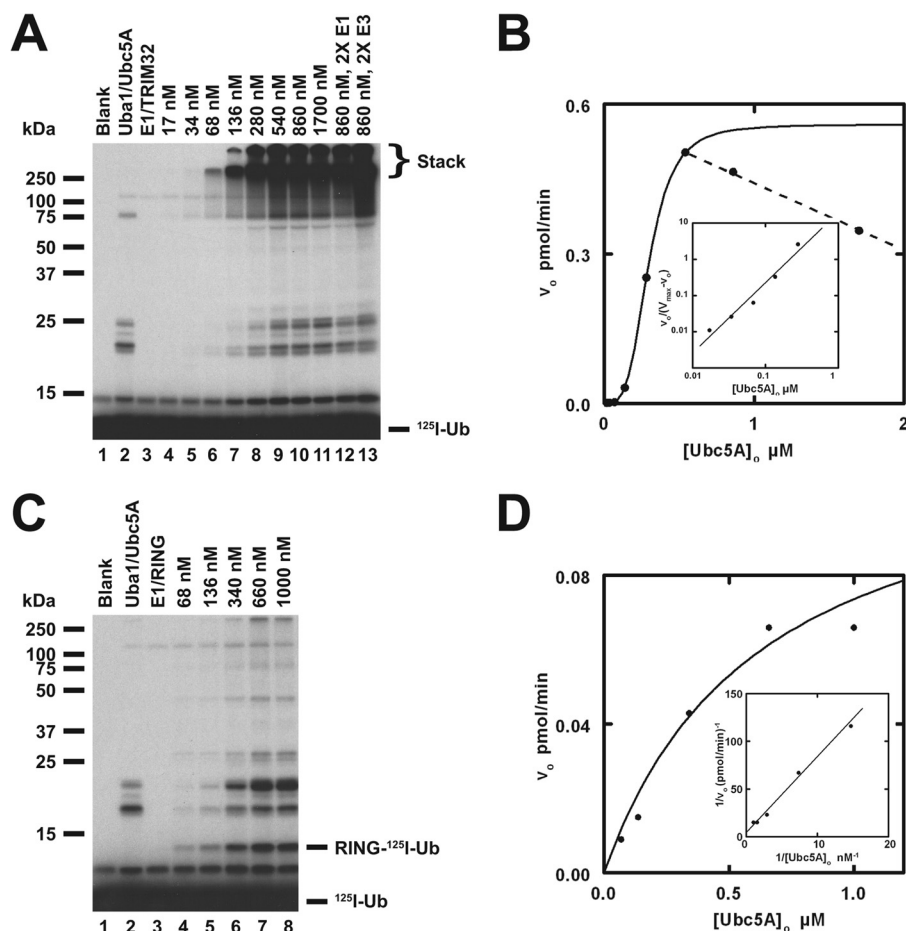 A
Blank
Uba1/Ubc5A
E1/TRIM32
17 nM
34 nM
68 nM
136 nM
280 nM
540 nM
860 nM
1700 nM
860 nM, 2X E1
860 nM, 2X E3
kDa
250
100
75
50
37
25
15
Stack
125I-Ub
1 2 3 4 5 6 7 8 9 10 11 12 13
B
0.6
0.3
0.0
vo pmol/min
0 1 2
[Ubc5A]o μM
10
1
0.1
0.01
vo/(Vmax-vo)
0.01 0.1 1
[Ubc5A]o μM
C
Blank
Uba1/Ubc5A
E1/RING
68 nM
136 nM
340 nM
660 nM
1000 nM
kDa
250
100
75
50
37
25
15
RING-125I-Ub
125I-Ub
1 2 3 4 5 6 7 8
D
0.08
0.04
0.00
vo pmol/min
0.0 0.5 1.0
[Ubc5A]o μM
150
100
50
0
1/vo (pmol/min)-1
0 10 20
1/[Ubc5A]o nM-1